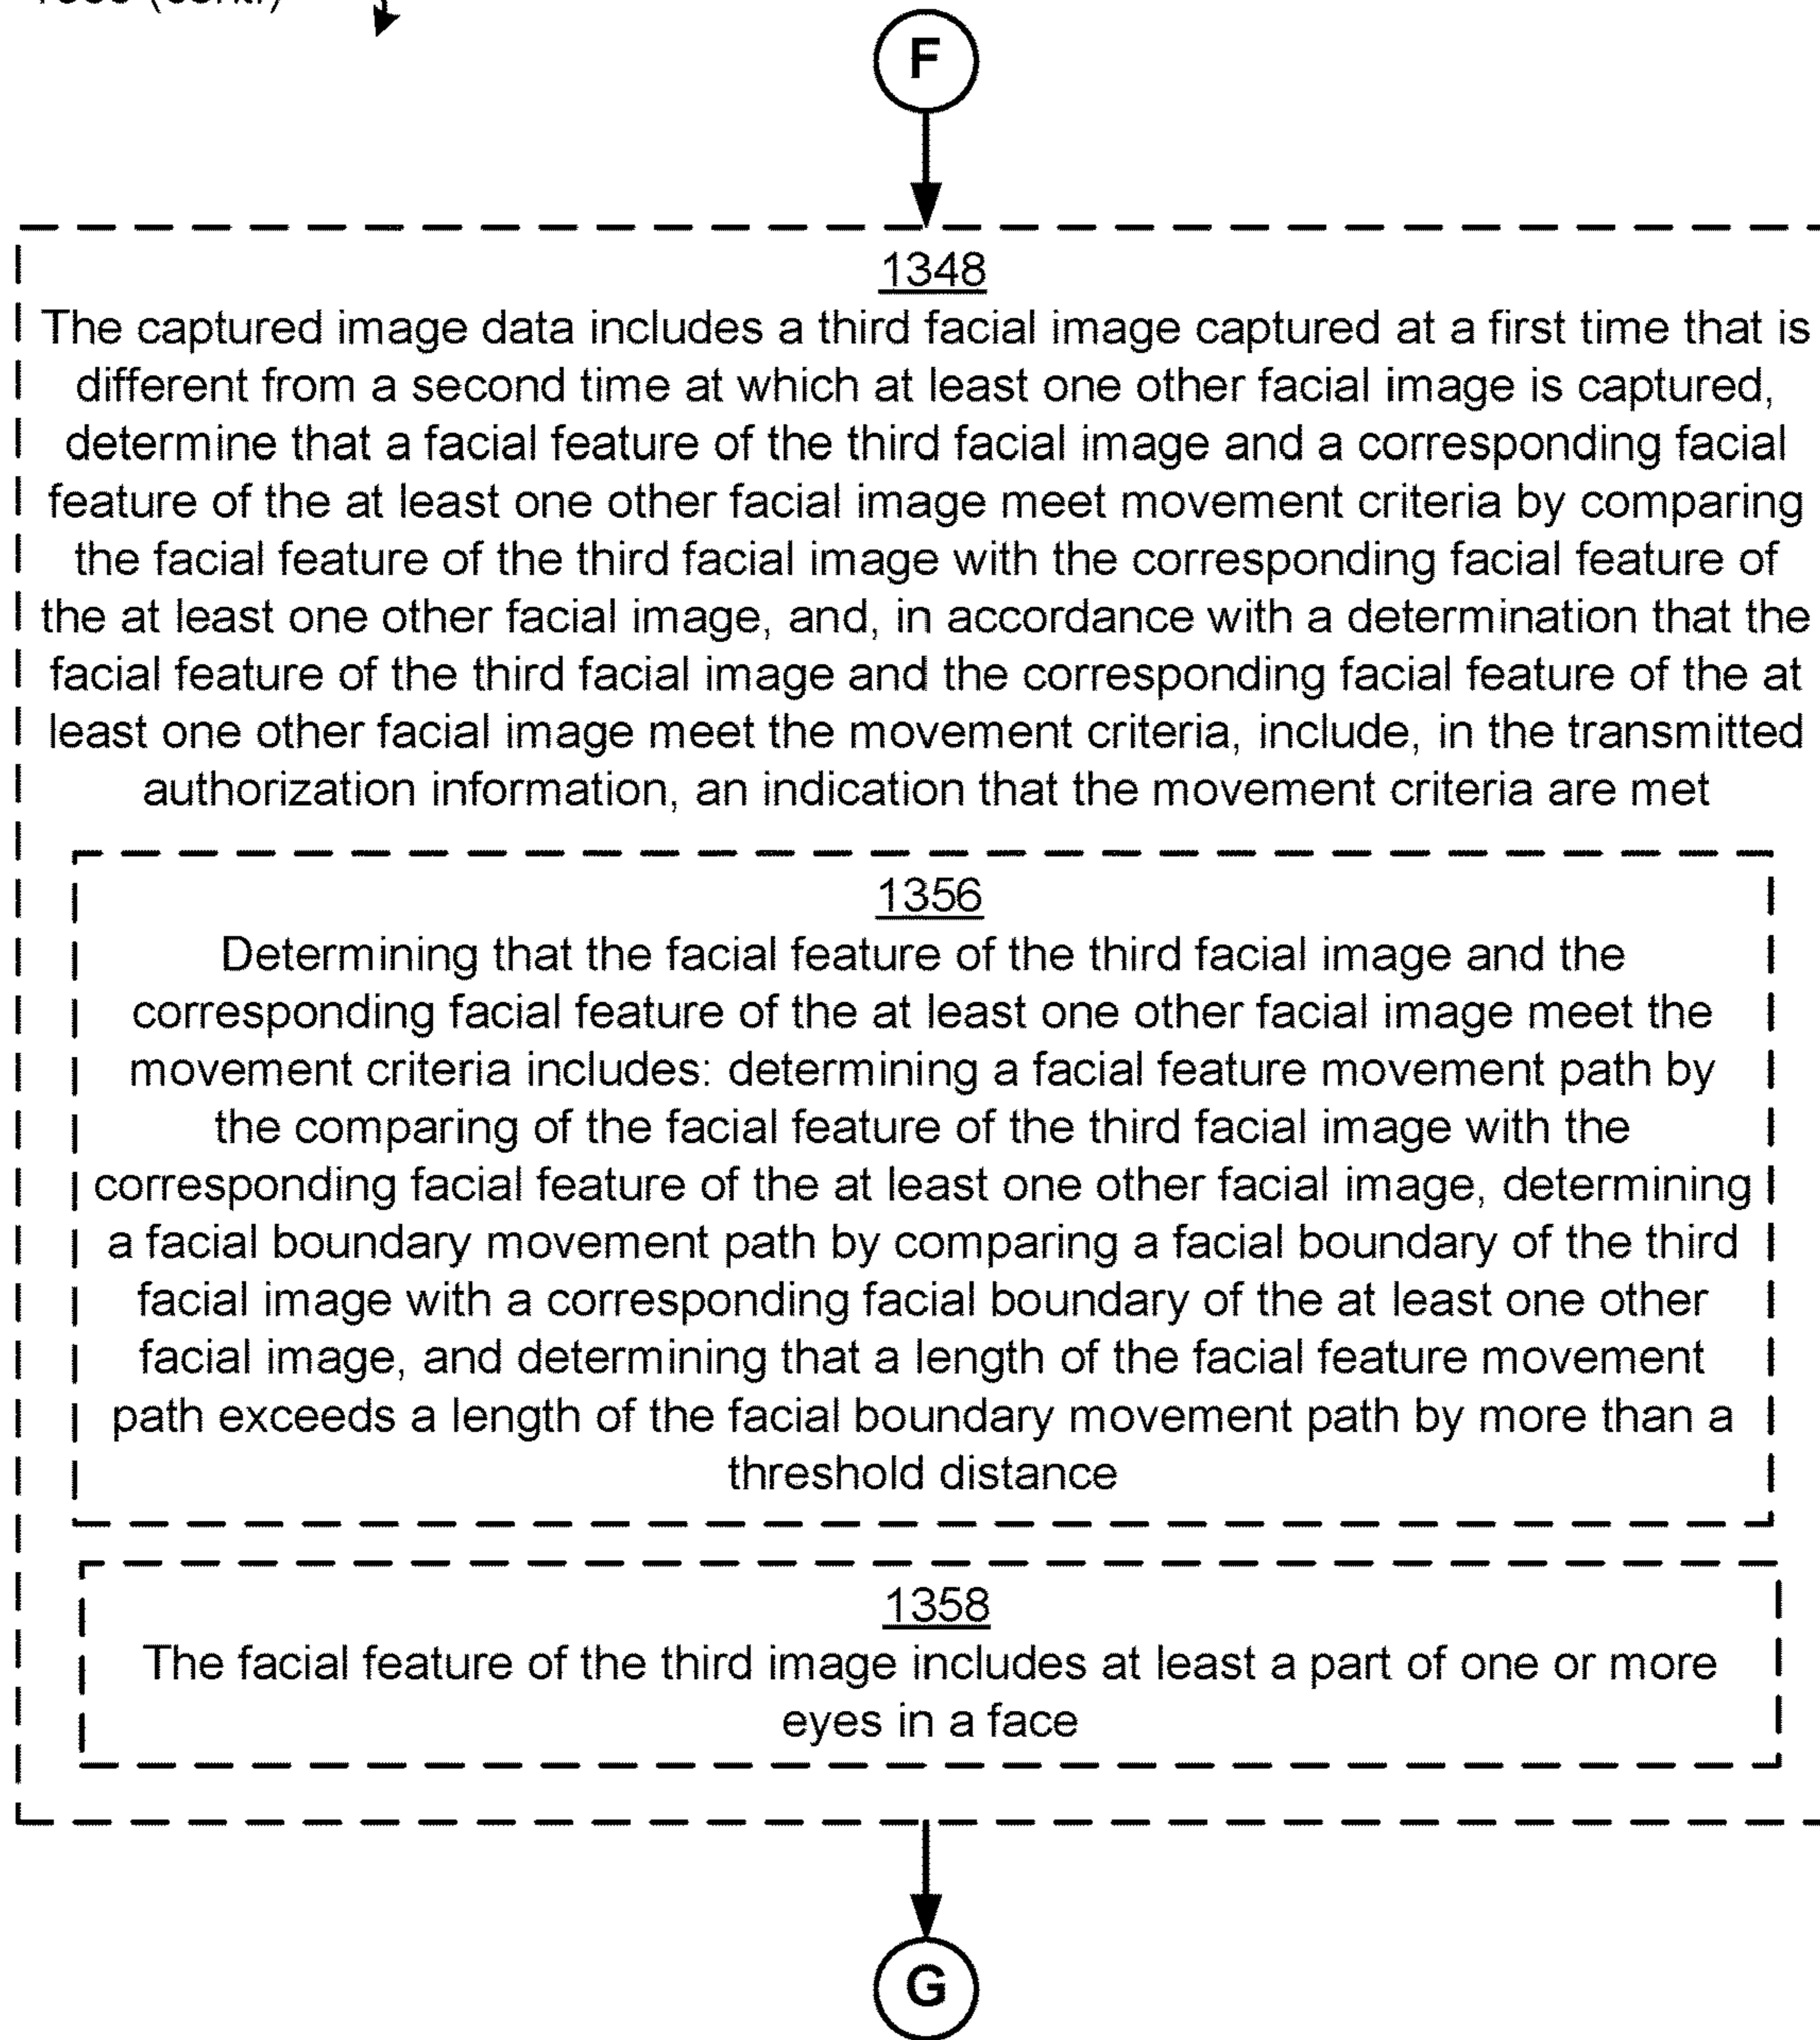 F
1348
The captured image data includes a third facial image captured at a first time that is
different from a second time at which at least one other facial image is captured,
determine that a facial feature of the third facial image and a corresponding facial
feature of the at least one other facial image meet movement criteria by comparing
the facial feature of the third facial image with the corresponding facial feature of
the at least one other facial image, and, in accordance with a determination that the
facial feature of the third facial image and the corresponding facial feature of the at
least one other facial image meet the movement criteria, include, in the transmitted
authorization information, an indication that the movement criteria are met
1356
Determining that the facial feature of the third facial image and the
corresponding facial feature of the at least one other facial image meet the
movement criteria includes: determining a facial feature movement path by
the comparing of the facial feature of the third facial image with the
corresponding facial feature of the at least one other facial image, determining
a facial boundary movement path by comparing a facial boundary of the third
facial image with a corresponding facial boundary of the at least one other
facial image, and determining that a length of the facial feature movement
path exceeds a length of the facial boundary movement path by more than a
threshold distance
1358
The facial feature of the third image includes at least a part of one or more
eyes in a face
G